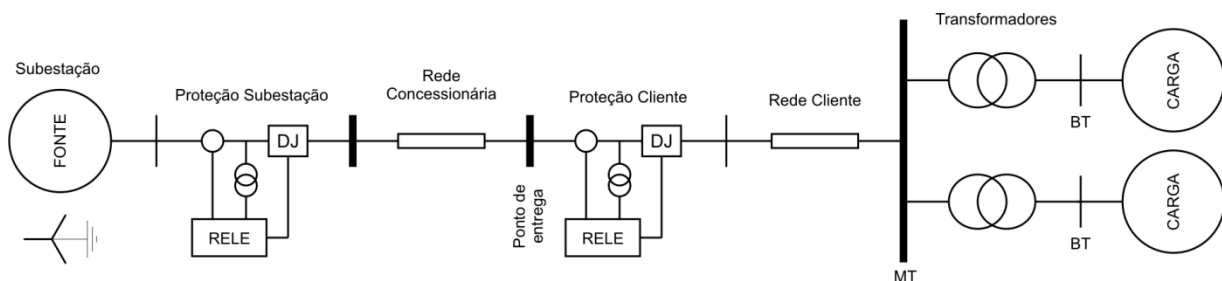 Subestação
FONTE
Proteção Subestação
DJ
RELE
Rede
Concessionária
Ponto de
entrega
Proteção Cliente
DJ
RELE
Rede Cliente
MT
Transformadores
BT
CARGA
BT
CARGA